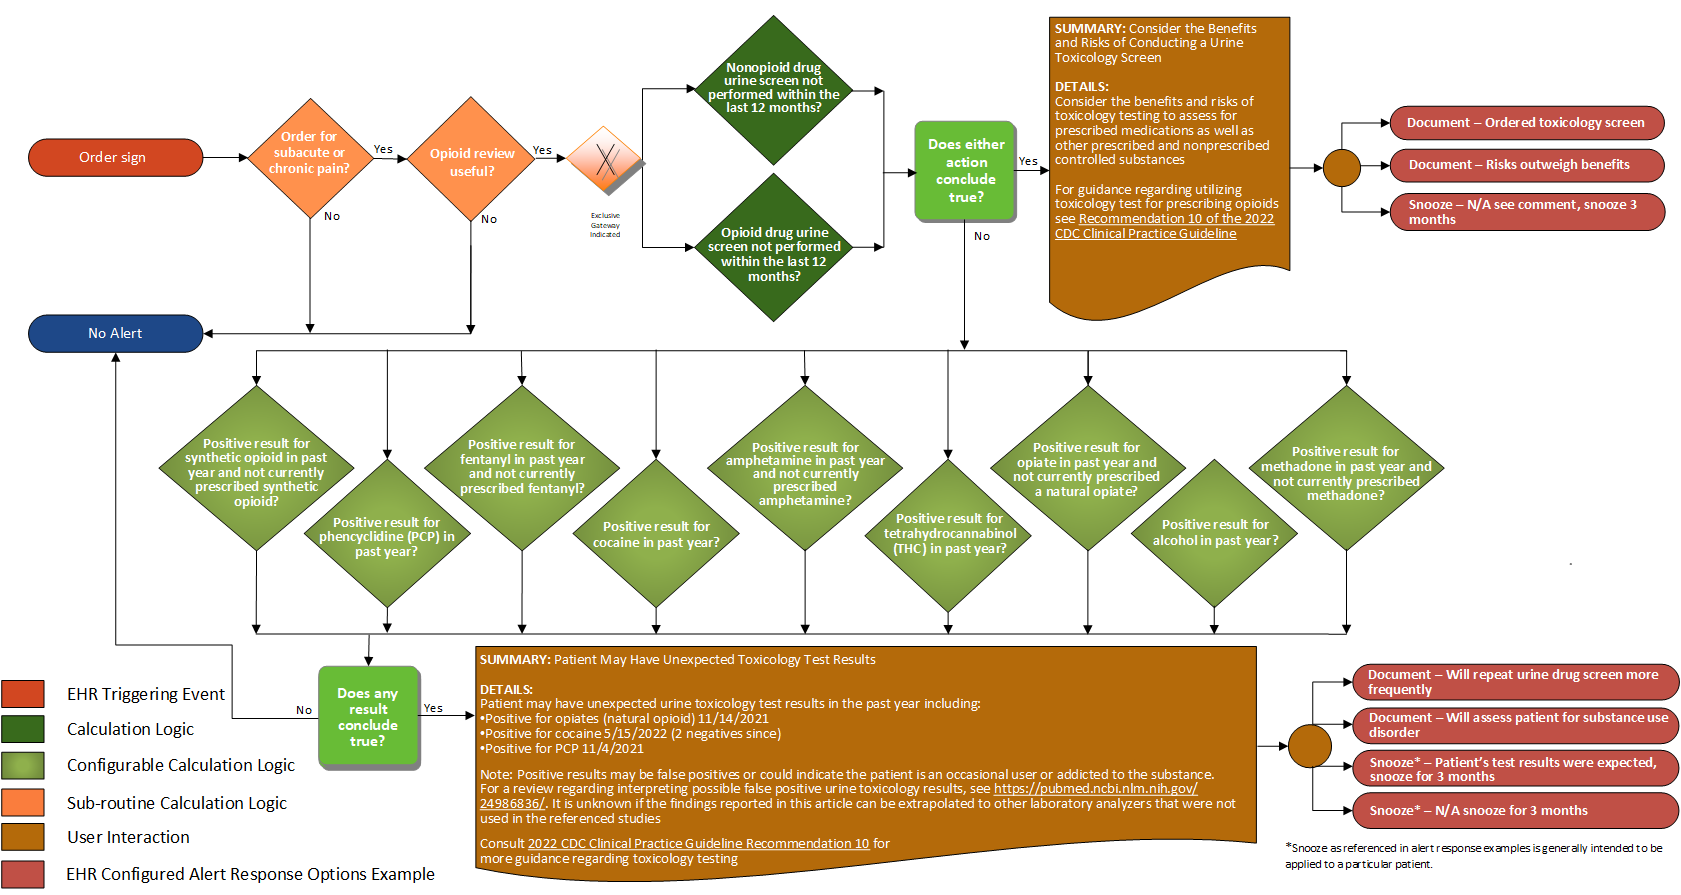 Order sign
Order for
subacute or
chronic pain?
Yes
No
Opioid review
useful?
Yes
No
Exclusive
Gateway
Indicated
Nonopioid drug
urine screen not
performed within the
last 12 months?
Opioid drug urine
screen not performed
within the last 12
months?
Does either
action
conclude
true?
Yes
No
SUMMARY: Consider the Benefits
and Risks of Conducting a Urine
Toxicology Screen
DETAILS:
Consider the benefits and risks of
toxicology testing to assess for
prescribed medications as well as
other prescribed and nonprescribed
controlled substances
For guidance regarding utilizing
toxicology test for prescribing opioids
see Recommendation 10 of the 2022
CDC Clinical Practice Guideline
Document – Ordered toxicology screen
Document – Risks outweigh benefits
Snooze – N/A see comment, snooze 3
months
No Alert
Positive result for
synthetic opioid in past
year and not currently
prescribed synthetic
opioid?
Positive result for
phencyclidine (PCP) in
past year?
Positive result for
fentanyl in past year
and not currently
prescribed fentanyl?
Positive result for
cocaine in past year?
Positive result for
amphetamine in past year
and not currently
prescribed
amphetamine?
Positive result for
tetrahydrocannabinol
(THC) in past year?
Positive result for
opiate in past year and
not currently prescribed
a natural opiate?
Positive result for
alcohol in past year?
Positive result for
methadone in past year and
not currently prescribed
methadone?
Does any
result
conclude
true?
No
Yes
SUMMARY: Patient May Have Unexpected Toxicology Test Results
DETAILS:
Patient may have unexpected urine toxicology test results in the past year including:
•Positive for opiates (natural opioid) 11/14/2021
•Positive for cocaine 5/15/2022 (2 negatives since)
•Positive for PCP 11/4/2021
Note: Positive results may be false positives or could indicate the patient is an occasional user or addicted to the substance.
For a review regarding interpreting possible false positive urine toxicology results, see https://pubmed.ncbi.nlm.nih.gov/
24986836/. It is unknown if the findings reported in this article can be extrapolated to other laboratory analyzers that were not
used in the referenced studies
Consult 2022 CDC Clinical Practice Guideline Recommendation 10 for
more guidance regarding toxicology testing
Document – Will repeat urine drug screen more
frequently
Document – Will assess patient for substance use
disorder
Snooze* – Patient's test results were expected,
snooze for 3 months
Snooze* – N/A snooze for 3 months
*Snooze as referenced in alert response examples is generally intended to be
applied to a particular patient.
EHR Triggering Event
Calculation Logic
Configurable Calculation Logic
Sub-routine Calculation Logic
User Interaction
EHR Configured Alert Response Options Example